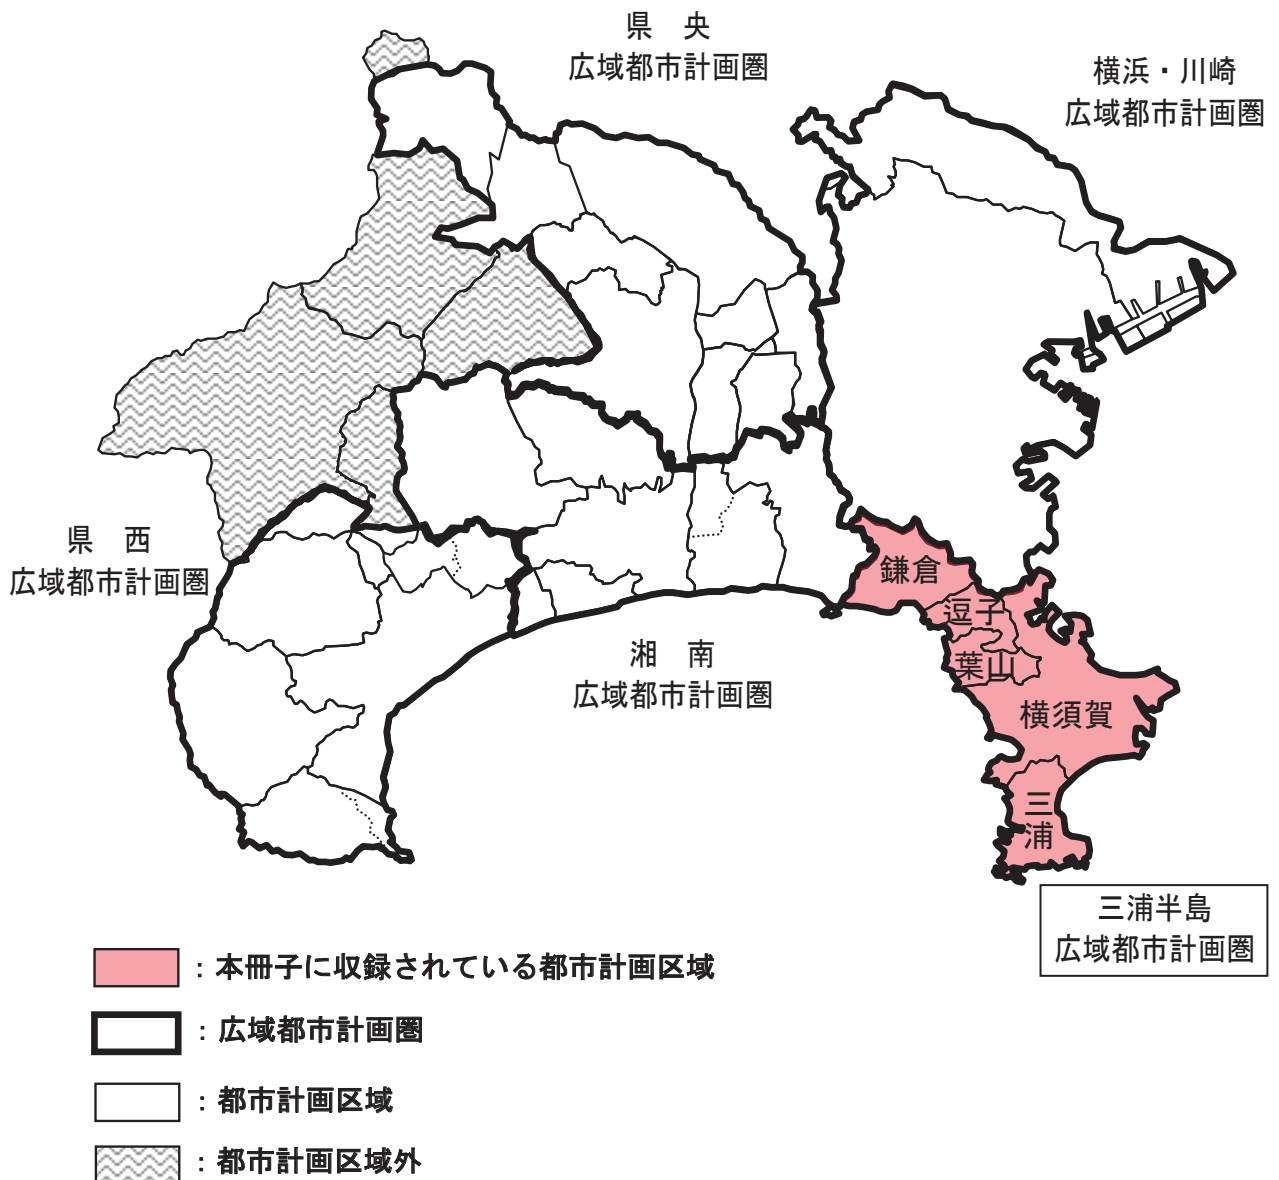 県　央
広域都市計画圏
横浜・川崎
広域都市計画圏
県　西
広域都市計画圏
鎌倉
逗子
葉山
横須賀
三
浦
湘　南
広域都市計画圏
三浦半島
広域都市計画圏
：本冊子に収録されている都市計画区域
：広域都市計画圏
：都市計画区域
：都市計画区域外